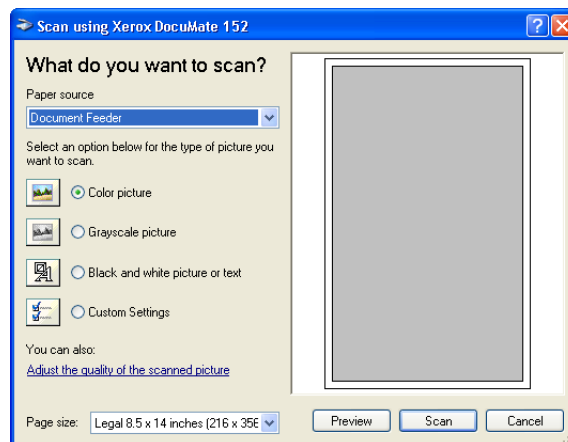 Scan using Xerox DocuMate 152
What do you want to scan?
Paper source
Document Feeder
Select an option below for the type of picture you
want to scan.
Color picture
Grayscale picture
Black and white picture or text
Custom Settings
You can also:
Adjust the quality of the scanned picture
Page size: Legal 8.5 x 14 inches (216 x 356
Preview Scan Cancel